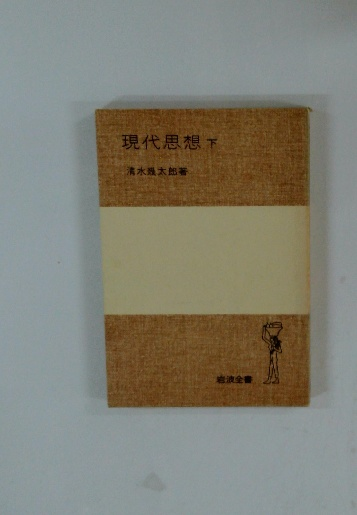 現代思想 下
清水幾太郎著
岩波全書